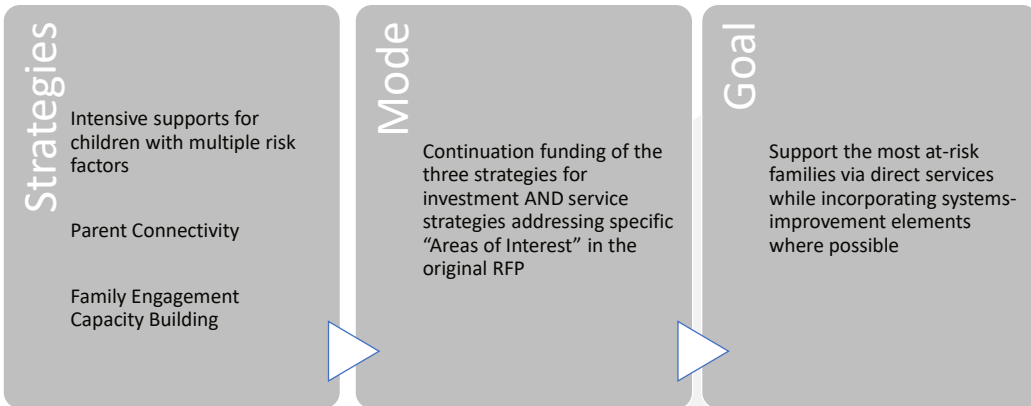 Strategies
Intensive supports for
children with multiple risk
factors
Parent Connectivity
Family Engagement
Capacity Building
Mode
Continuation funding of the
three strategies for
investment AND service
strategies addressing specific
“Areas of Interest” in the
original RFP
Goal
Support the most at-risk
families via direct services
while incorporating systems-
improvement elements
where possible